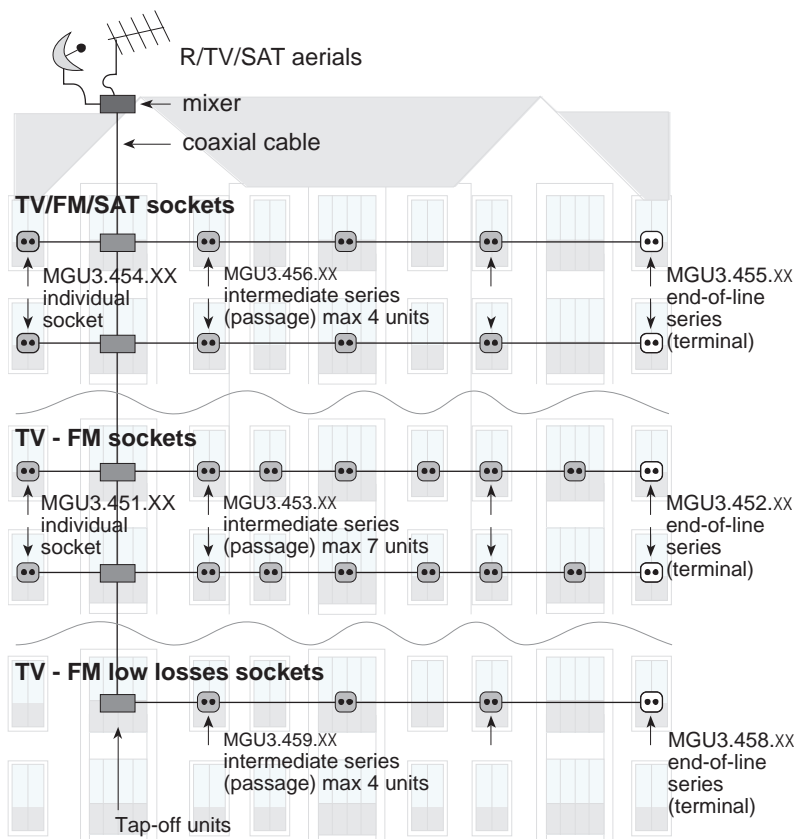 R/TV/SAT aerials
mixer
coaxial cable
TV/FM/SAT sockets
MGU3.454.XX
individual
socket
MGU3.456.XX
intermediate series
(passage) max 4 units
MGU3.455.XX
end-of-line
series
(terminal)
TV - FM sockets
MGU3.451.XX
individual
socket
MGU3.453.XX
intermediate series
(passage) max 7 units
MGU3.452.XX
end-of-line
series
(terminal)
TV - FM low losses sockets
MGU3.459.XX
intermediate series
(passage) max 4 units
MGU3.458.XX
end-of-line
series
(terminal)
Tap-off units